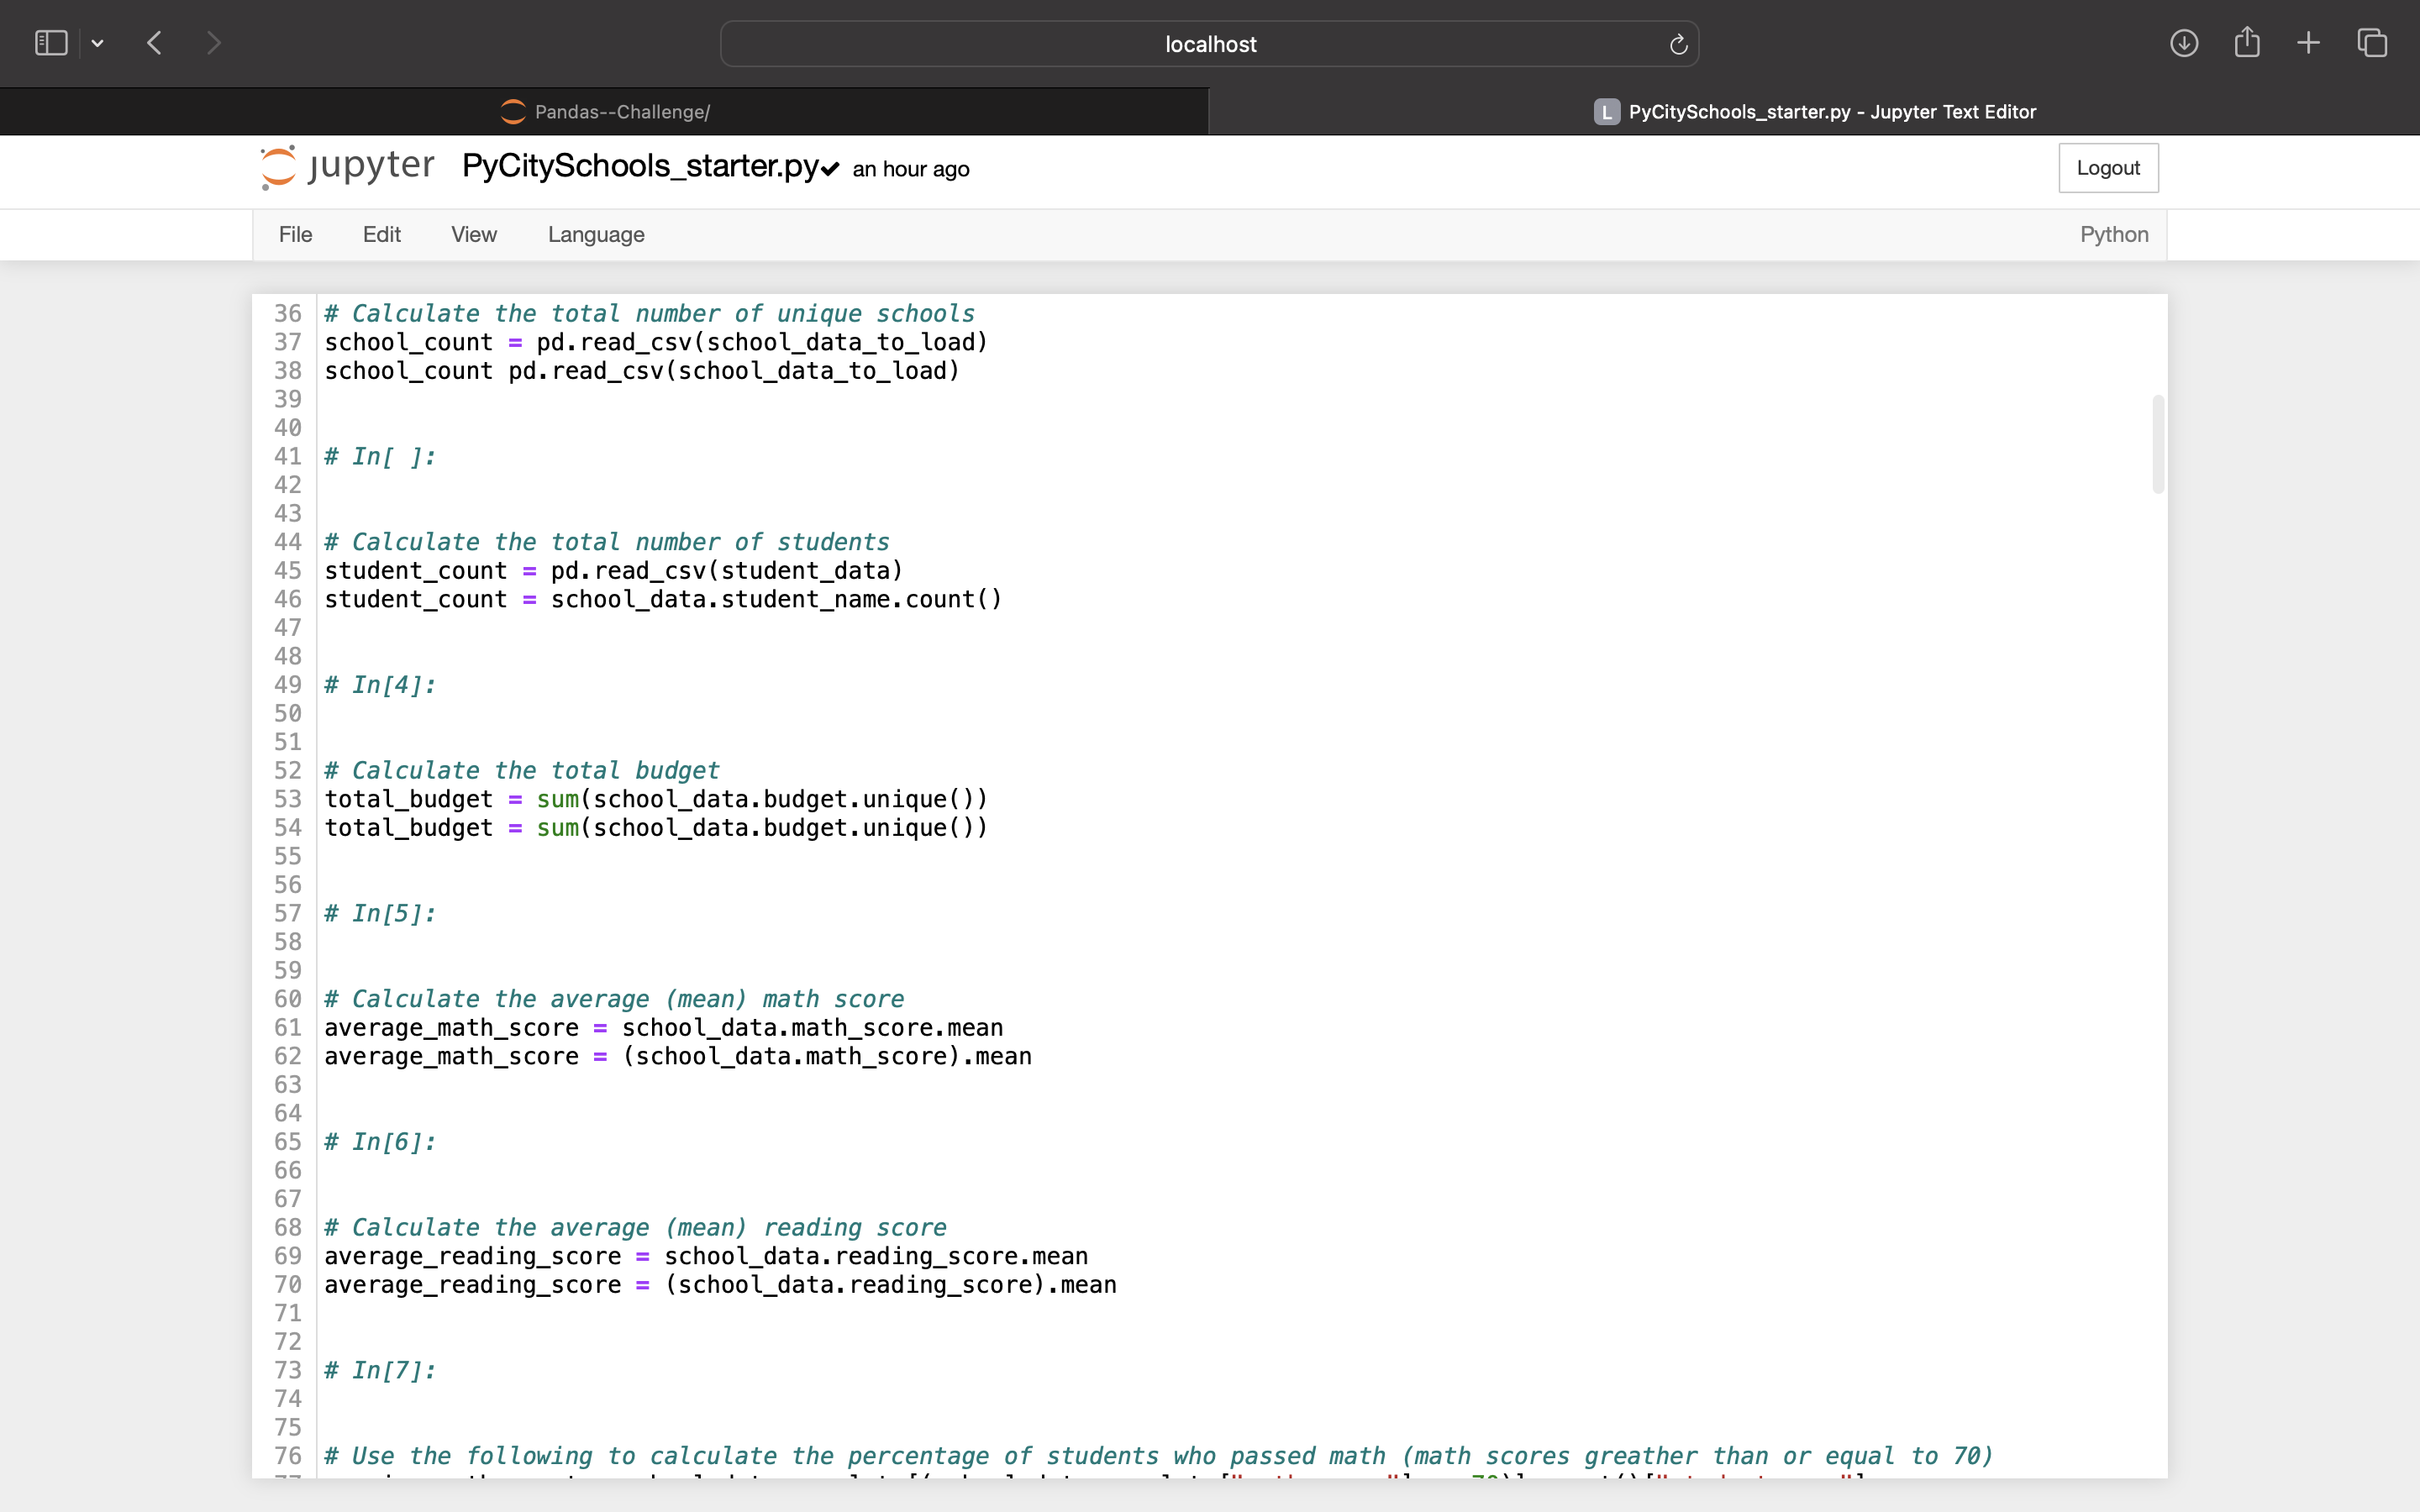 localhost
Pandas--Challenge/
L PyCitySchools_starter.py - Jupyter Text Editor
jupyter PyCitySchools_starter.py✔ an hour ago
Logout
File Edit View Language Python
36 # Calculate the total number of unique schools
37 school_count = pd.read_csv(school_data_to_load)
38 school_count pd.read_csv(school_data_to_load)
39
40
41 # In[ ]:
42
43
44 # Calculate the total number of students
45 student_count = pd.read_csv(student_data)
46 student_count = school_data.student_name.count()
47
48
49 # In[4]:
50
51
52 # Calculate the total budget
53 total_budget = sum(school_data.budget.unique())
54 total_budget = sum(school_data.budget.unique())
55
56
57 # In[5]:
58
59
60 # Calculate the average (mean) math score
61 average_math_score = school_data.math_score.mean
62 average_math_score = (school_data.math_score).mean
63
64
65 # In[6]:
66
67
68 # Calculate the average (mean) reading score
69 average_reading_score = school_data.reading_score.mean
70 average_reading_score = (school_data.reading_score).mean
71
72
73 # In[7]:
74
75
76 # Use the following to calculate the percentage of students who passed math (math scores greather than or equal to 70)